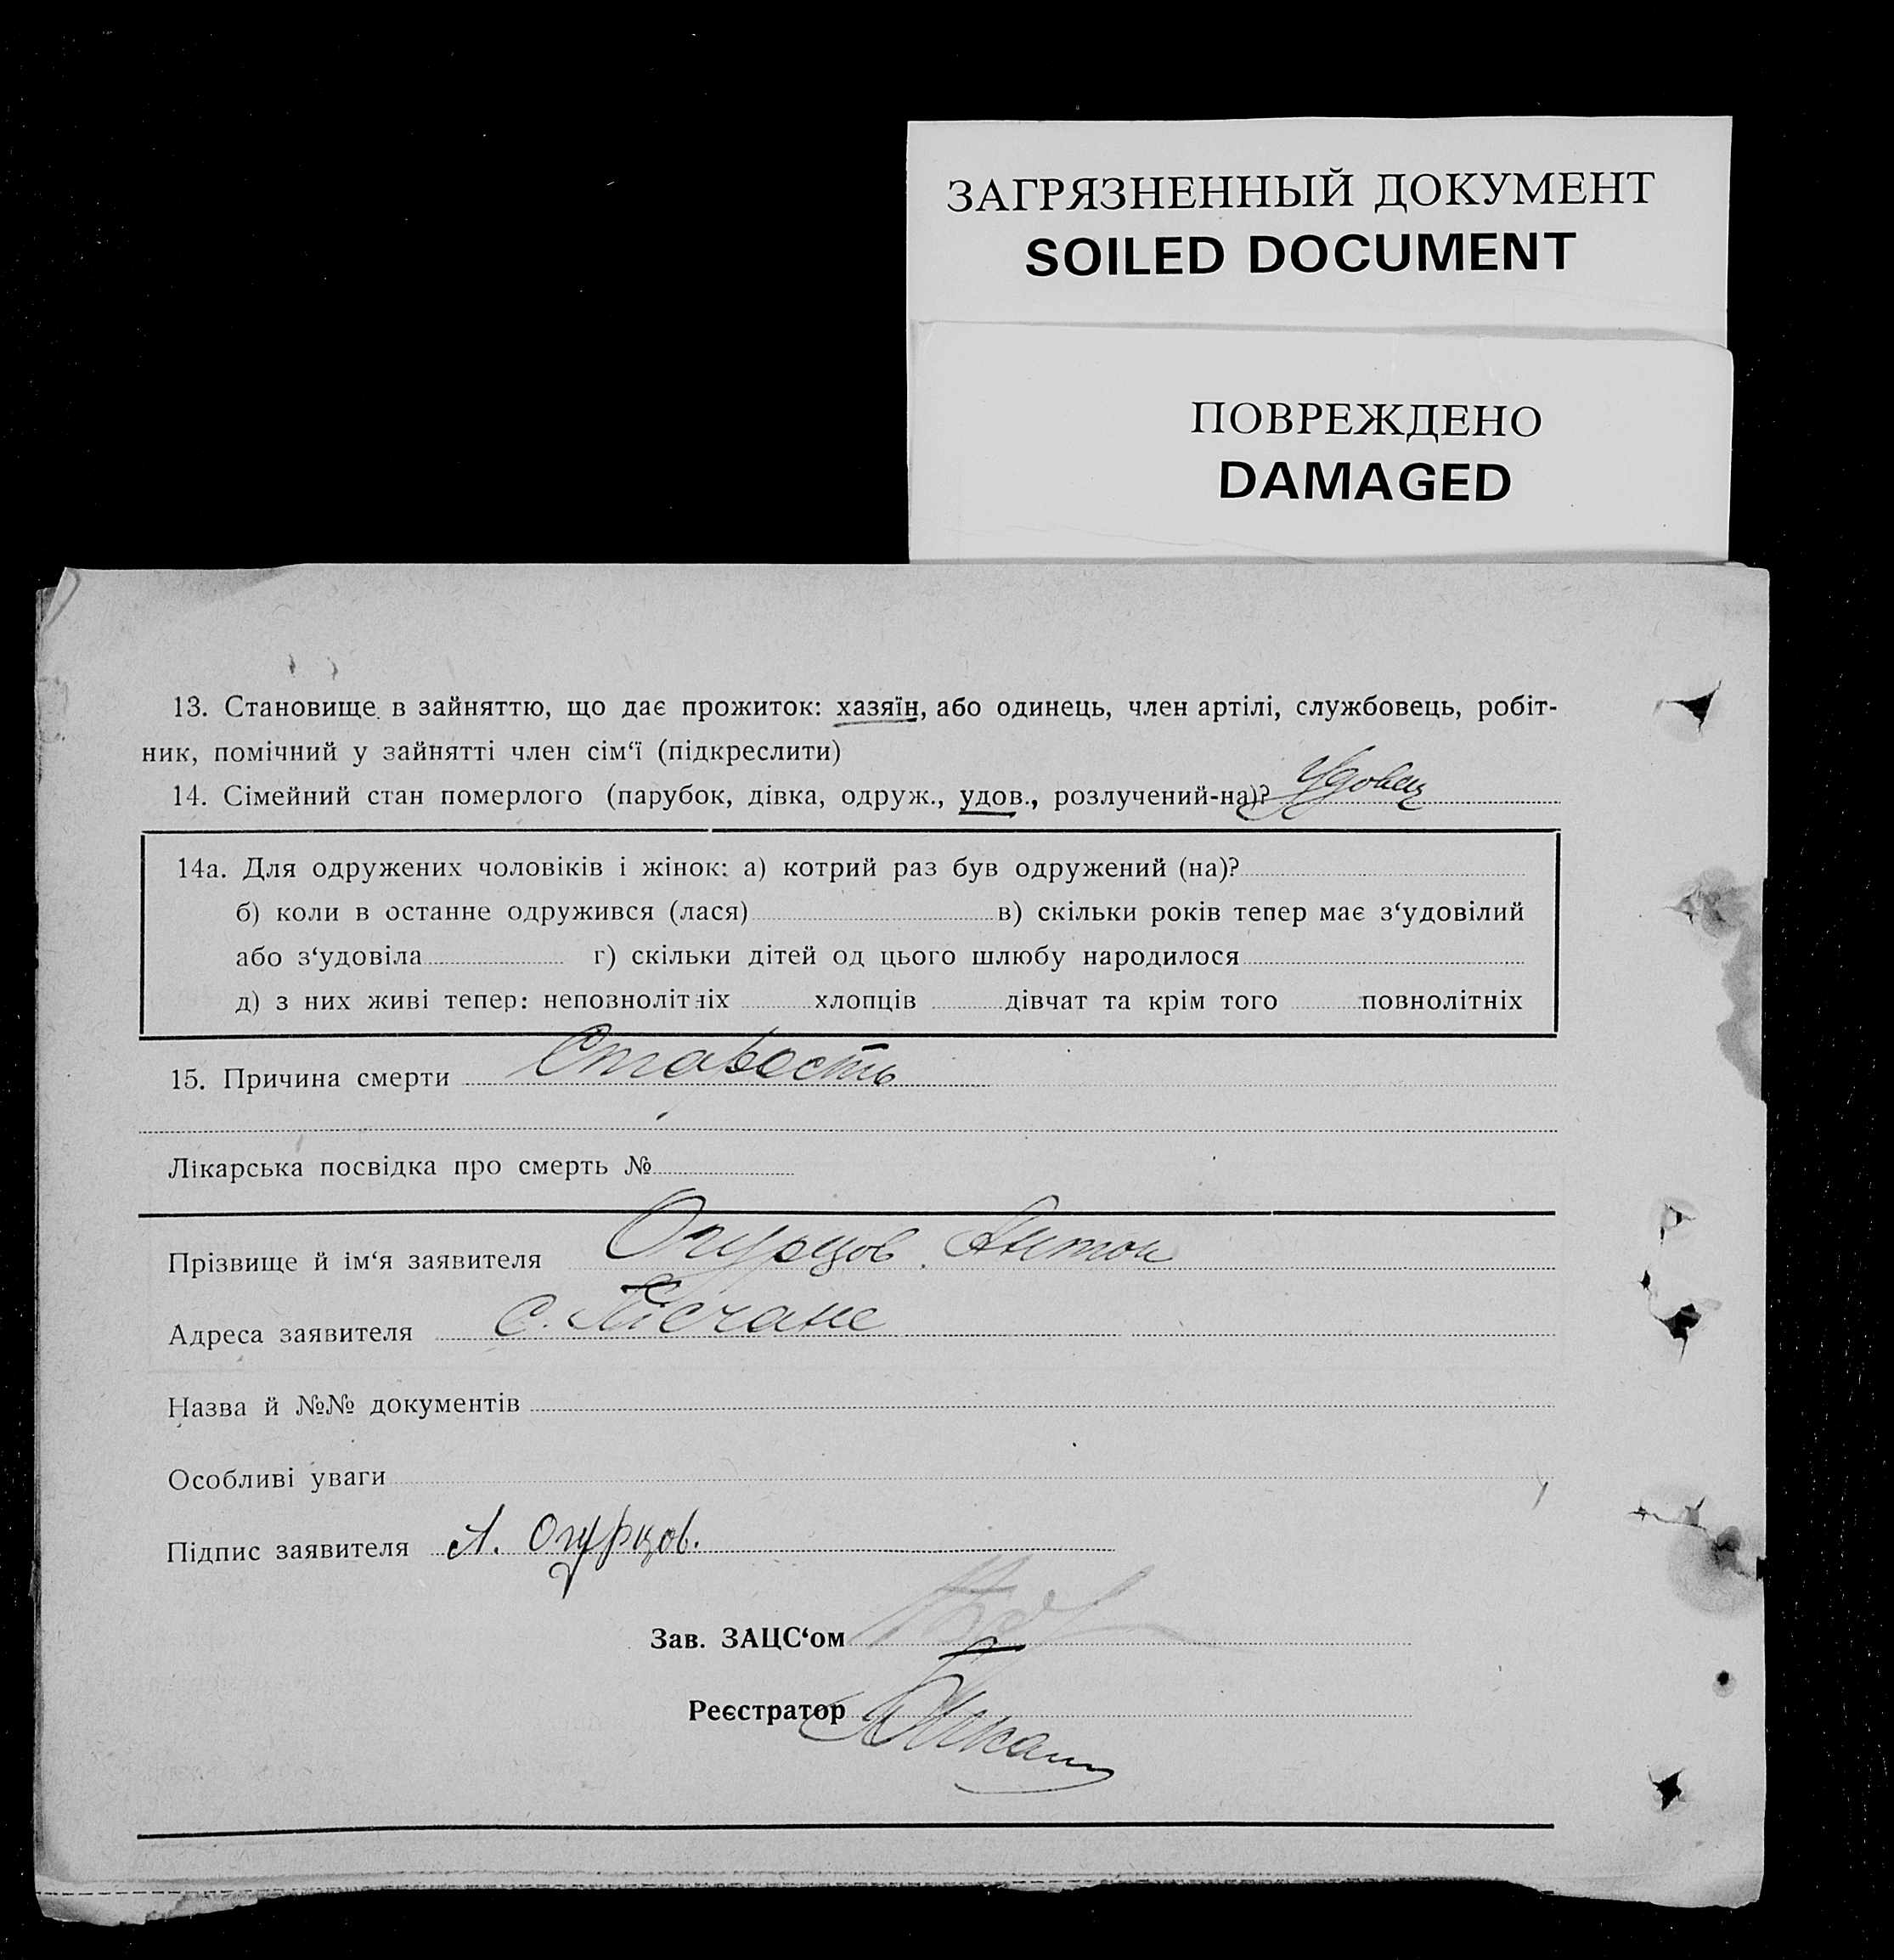 ЗАГРЯЗНЕННЫЙ ДОКУМЕНТ
SOILED DOCUMENT
ПОВРЕЖДЕНО
DAMAGED
13. Становище в зайняттю, що дає прожиток: хазяїн, або одинець, член артілі, службовець, робіт-
ник, помічний у зайнятті член сім‘ї (підкреслити)
14. Сімейний стан померлого (парубок, дівка, одруж., удов., розлучений-на)? Удовец
14а. Для одружених чоловіків і жінок: а) котрий раз був одружений (на)?
б) коли в останне одружився (лася) в) скільки років тепер має з‘удовілий
або з‘удовіла г) скільки дітей од цього шлюбу народилося
д) з них живі тепер: неповнолітніх хлопців дівчат та крім того повнолітніх
15. Причина смерти Старость
Лікарська посвідка про смерть №
Прізвище й ім‘я заявителя Огурцов Антон
Адреса заявителя с. Пісчане
Назва й №№ документів
Особливі уваги
Підпис заявителя А. Огурцов.
Зав. ЗАЦС‘ом
Реєстратор